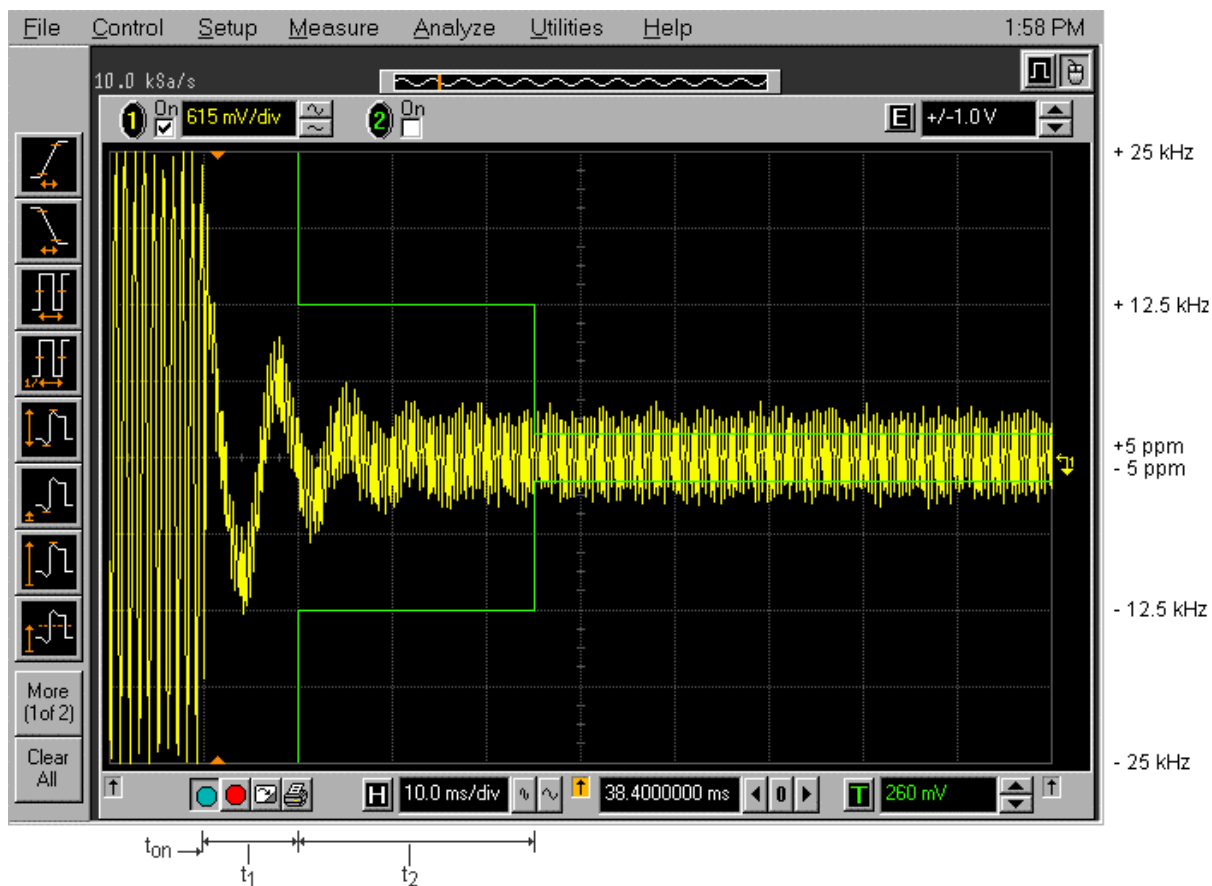 File Control Setup Measure Analyze Utilities Help 1:58 PM
10.0 kSa/s
1 On 615 mV/div 2 On E +/-1.0 V
+ 25 kHz
+ 12.5 kHz
+5 ppm
- 5 ppm
- 12.5 kHz
- 25 kHz
1/
More
(1of 2)
Clear
All
H 10.0 ms/div 38.4000000 ms 0 T 260 mV
ton
t1
t2